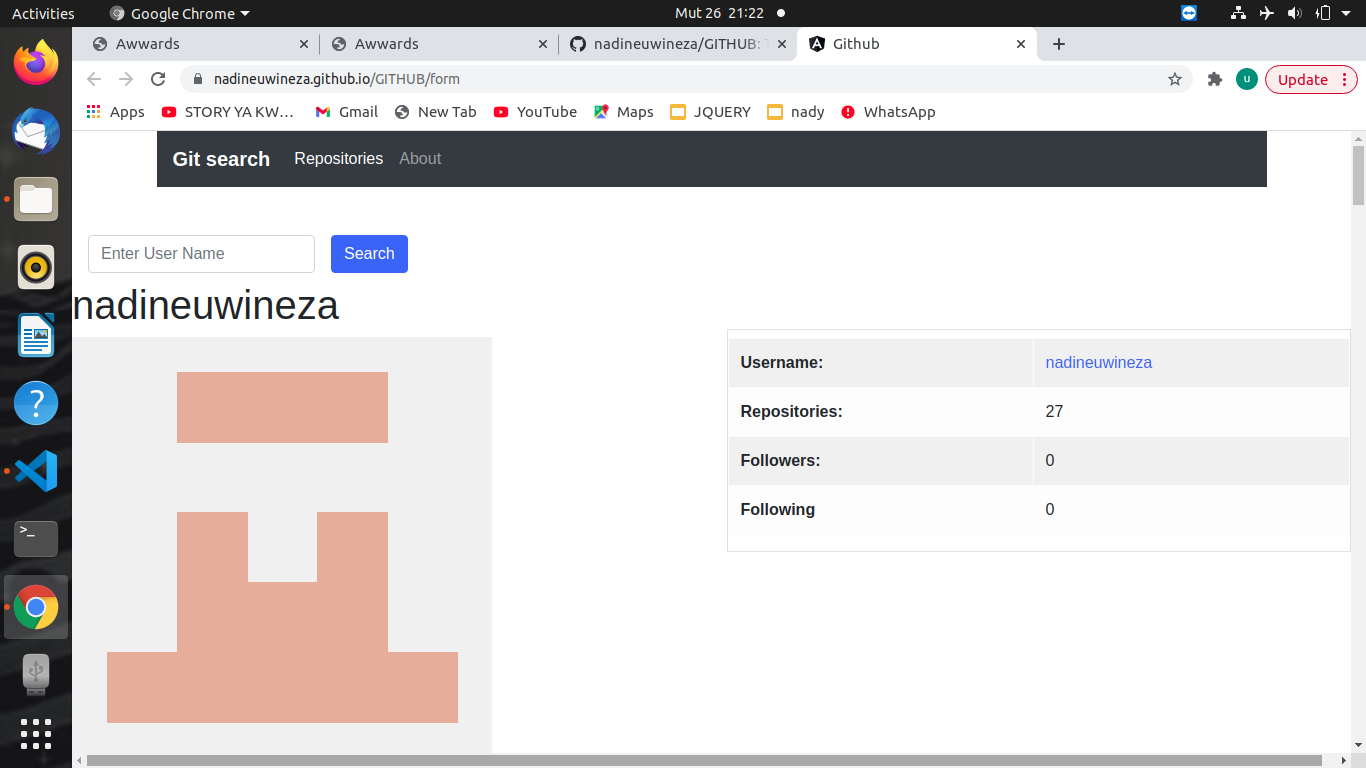 Activities Google Chrome Mut 26 21:22
Awwards Awwards nadineuwineza/GITHUB: Github
nadineuwineza.github.io/GITHUB/form u Update
Apps STORY YA KW… Gmail New Tab YouTube Maps JQUERY nady WhatsApp
Git search Repositories About
Enter User Name Search
nadineuwineza
Username: nadineuwineza
Repositories: 27
Followers: 0
Following 0
>_